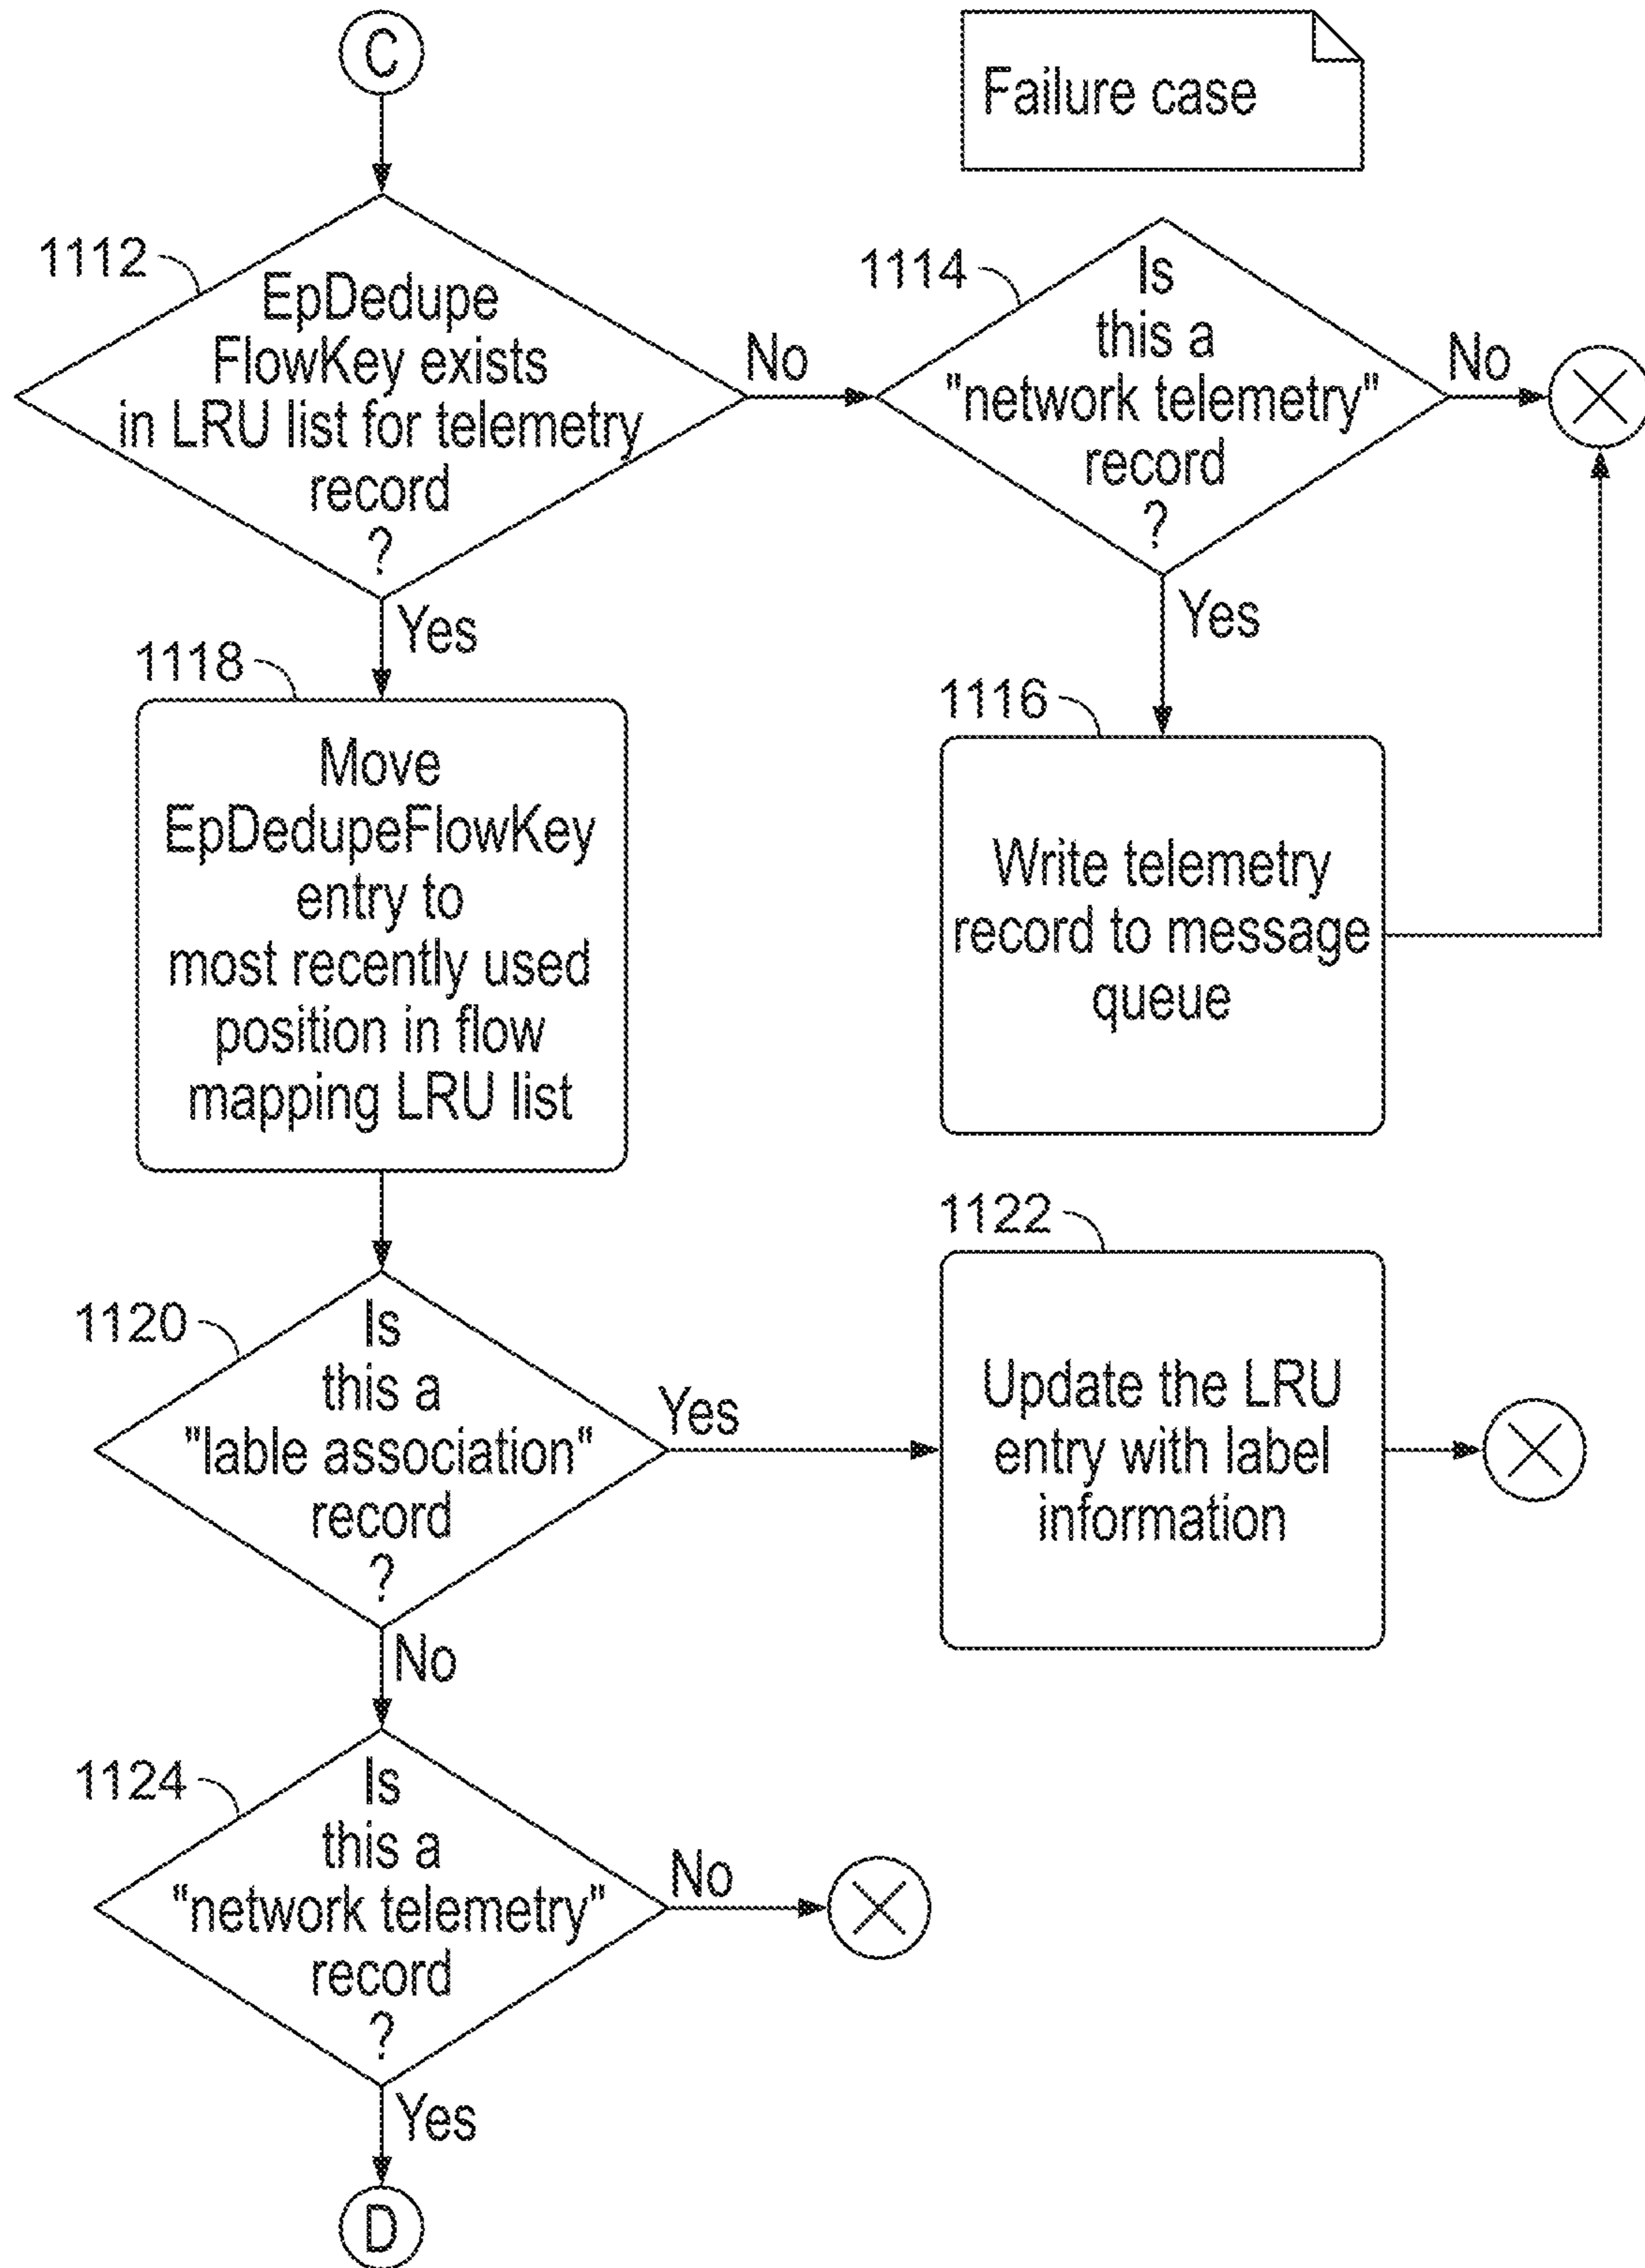 C
Failure case
1112
EpDedupe
FlowKey exists
in LRU list for telemetry
record
?
No
1114
Is
this a
"network telemetry"
record
?
No
Yes
Yes
1118
Move
EpDedupeFlowKey
entry to
most recently used
position in flow
mapping LRU list
1116
Write telemetry
record to message
queue
1120
Is
this a
"lable association"
record
?
Yes
1122
Update the LRU
entry with label
information
No
1124
Is
this a
"network telemetry"
record
?
No
Yes
D